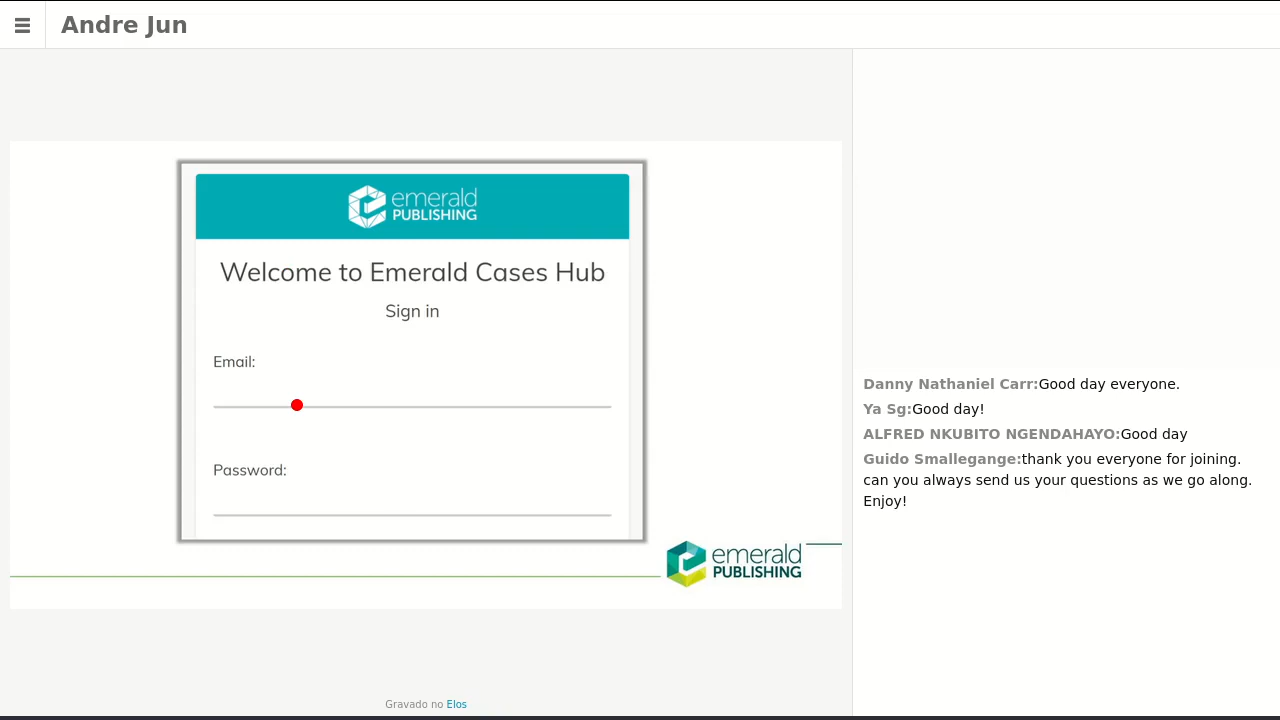 Andre Jun
emerald
PUBLISHING
Welcome to Emerald Cases Hub
Sign in
Email:
Password:
emerald
PUBLISHING
Gravado no Elos
Danny Nathaniel Carr:Good day everyone.
Ya Sg:Good day!
ALFRED NKUBITO NGENDAHAYO:Good day
Guido Smallegange:thank you everyone for joining.
can you always send us your questions as we go along.
Enjoy!